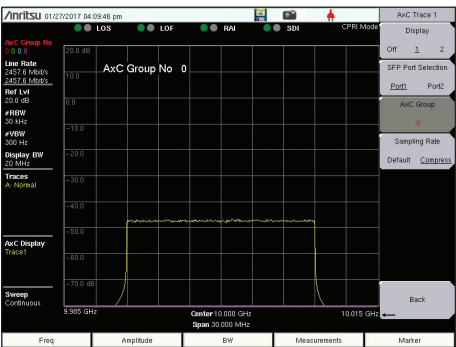 Anritsu 01/27/2017 04:09:46 pm
LOS LOF RAI SDI CPRI Mode
AxC Trace 1
AxC Group No
0 0 0 0
Line Rate
2457.6 Mbit/s
2457.6 Mbit/s
Ref Lvl
20.0 dB
#RBW
30 kHz
#VBW
300 Hz
Display BW
20 MHz
Traces
A: Normal
AxC Display
Trace1
Sweep
Continuous
AxC Group No 0
20.0 dB
10.0
0.0
-10.0
-20.0
-30.0
-40.0
-50.0
-60.0
-70.0 dB
9.985 GHz
Center 10.000 GHz
10.015 GHz
Span 30.000 MHz
Display
Off 1 2
SFP Port Selection
Port1 Port2
AxC Group
0
Sampling Rate
Default Compress
Back
Freq
Amplitude
BW
Measurements
Marker